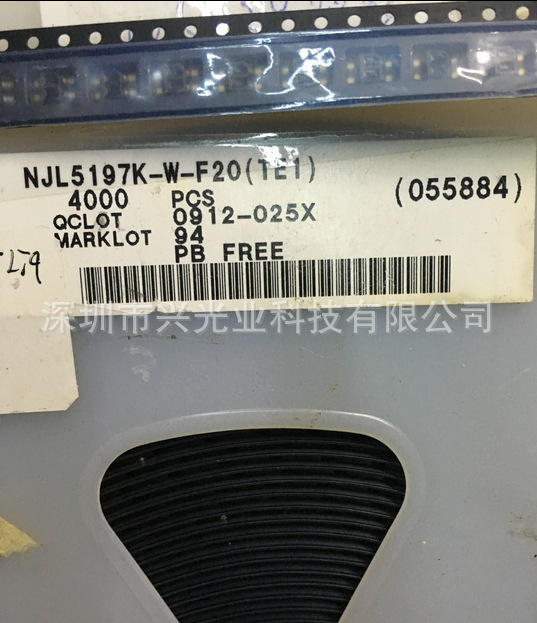 NJL5197K-W-F20(TE1)
4000 PCS (055884)
QCLOT 0912-025X
MARKLOT 94
PB FREE
深圳市兴光业科技有限公司